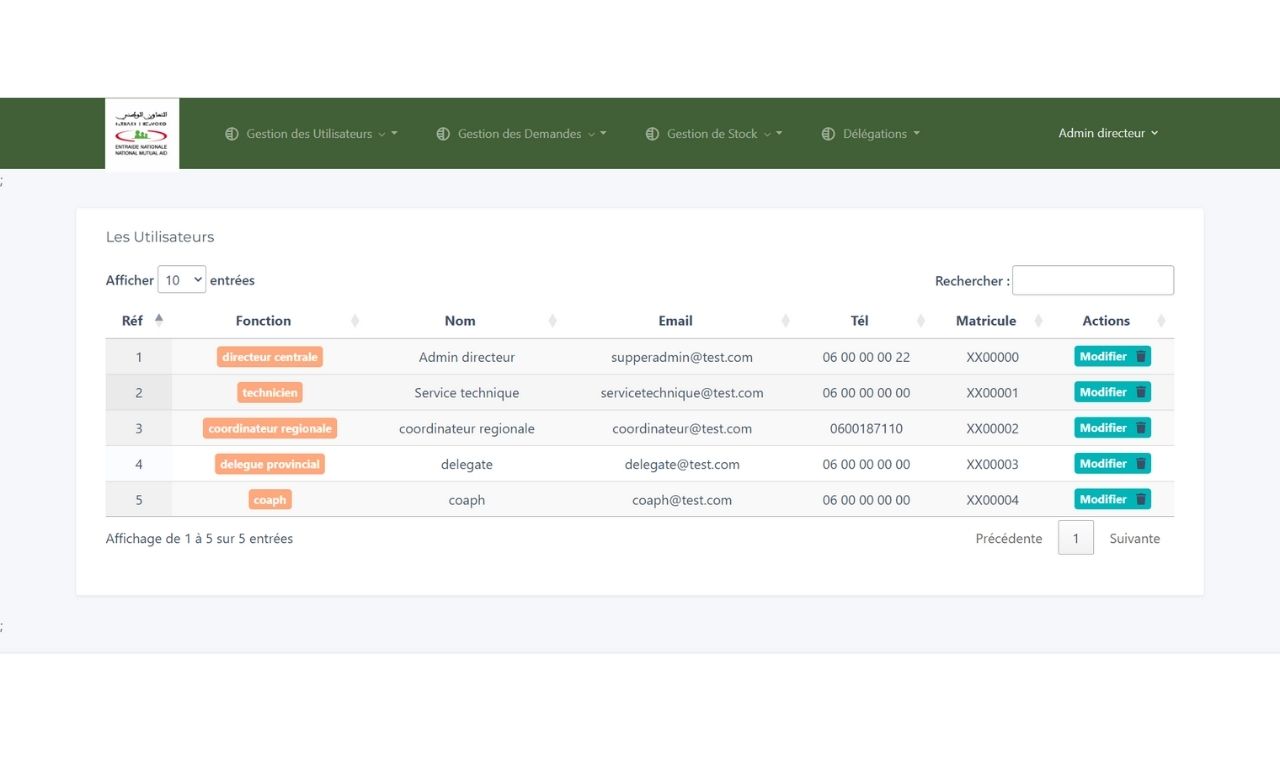 التعاون الوطني
ENTRAIDE NATIONALE
NATIONAL MUTUAL AID
Gestion des Utilisateurs
Gestion des Demandes
Gestion de Stock
Délégations
Admin directeur
;
Les Utilisateurs
Afficher 10 entrées
Rechercher :
Réf Fonction Nom Email Tél Matricule Actions
1 directeur centrale Admin directeur supperadmin@test.com 06 00 00 00 22 XX00000 Modifier
2 technicien Service technique servicetechnique@test.com 06 00 00 00 00 XX00001 Modifier
3 coordinateur regionale coordinateur regionale coordinateur@test.com 0600187110 XX00002 Modifier
4 delegue provincial delegate delegate@test.com 06 00 00 00 00 XX00003 Modifier
5 coaph coaph coaph@test.com 06 00 00 00 00 XX00004 Modifier
Affichage de 1 à 5 sur 5 entrées
Précédente 1 Suivante
;